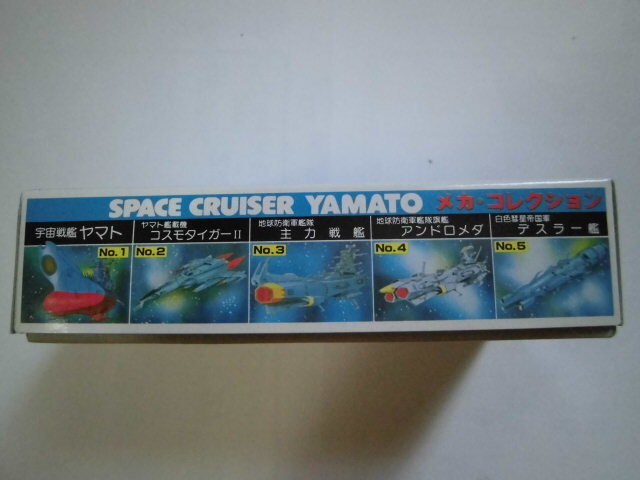 SPACE CRUISER YAMATO メカ・コレクション
宇宙戦艦ヤマト
No.1
ヤマト艦載機
コスモタイガーII
No.2
地球防衛軍艦隊
主力戦艦
No.3
地球防衛軍艦隊旗艦
アンドロメダ
No.4
白色彗星帝国軍
デスラー艦
No.5